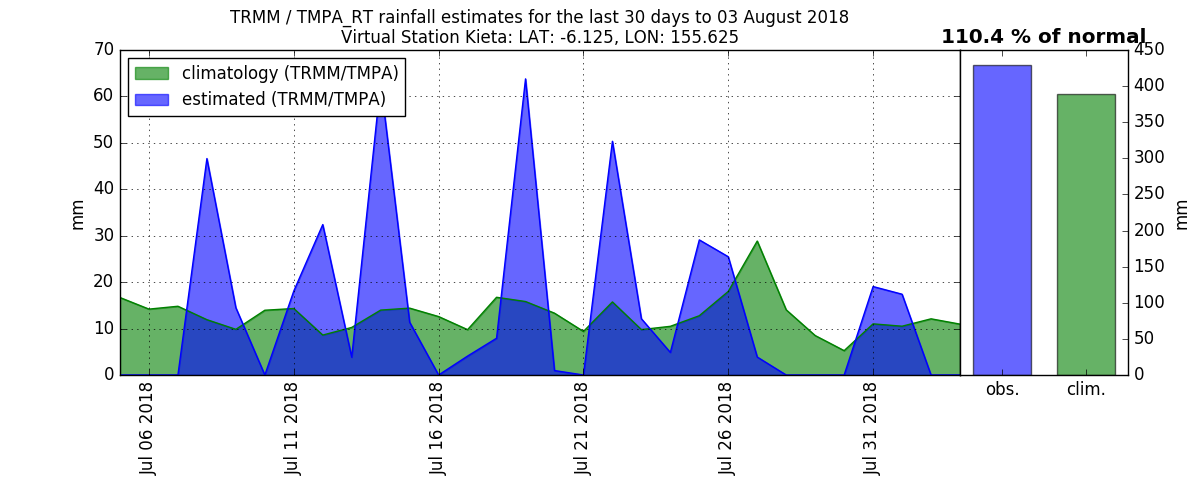 TRMM / TMPA_RT rainfall estimates for the last 30 days to 03 August 2018
Virtual Station Kieta: LAT: -6.125, LON: 155.625
110.4 % of normal
climatology (TRMM/TMPA)
estimated (TRMM/TMPA)
mm
70
60
50
40
30
20
10
0
Jul 06 2018
Jul 11 2018
Jul 16 2018
Jul 21 2018
Jul 26 2018
Jul 31 2018
450
400
350
300
250
200
150
100
50
0
mm
obs.
clim.